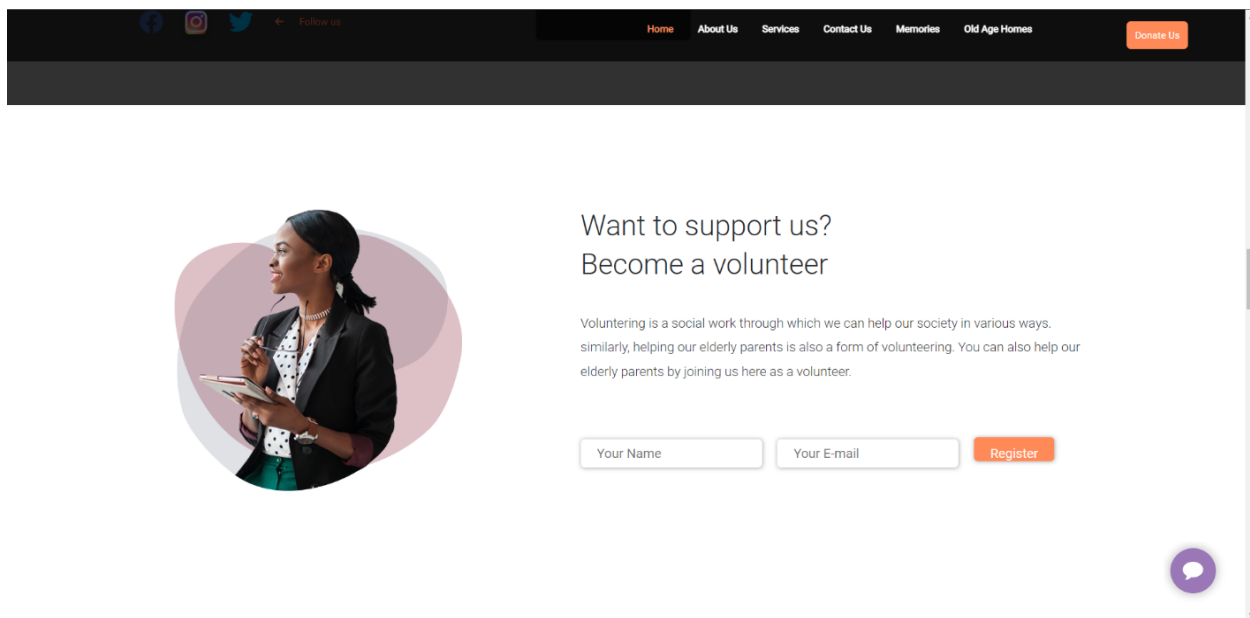 Follow us
Home About Us Services Contact Us Memories Old Age Homes
Donate Us
Want to support us?
Become a volunteer
Voluntering is a social work through which we can help our society in various ways.
similarly, helping our elderly parents is also a form of volunteering. You can also help our
elderly parents by joining us here as a volunteer.
Your Name Your E-mail Register